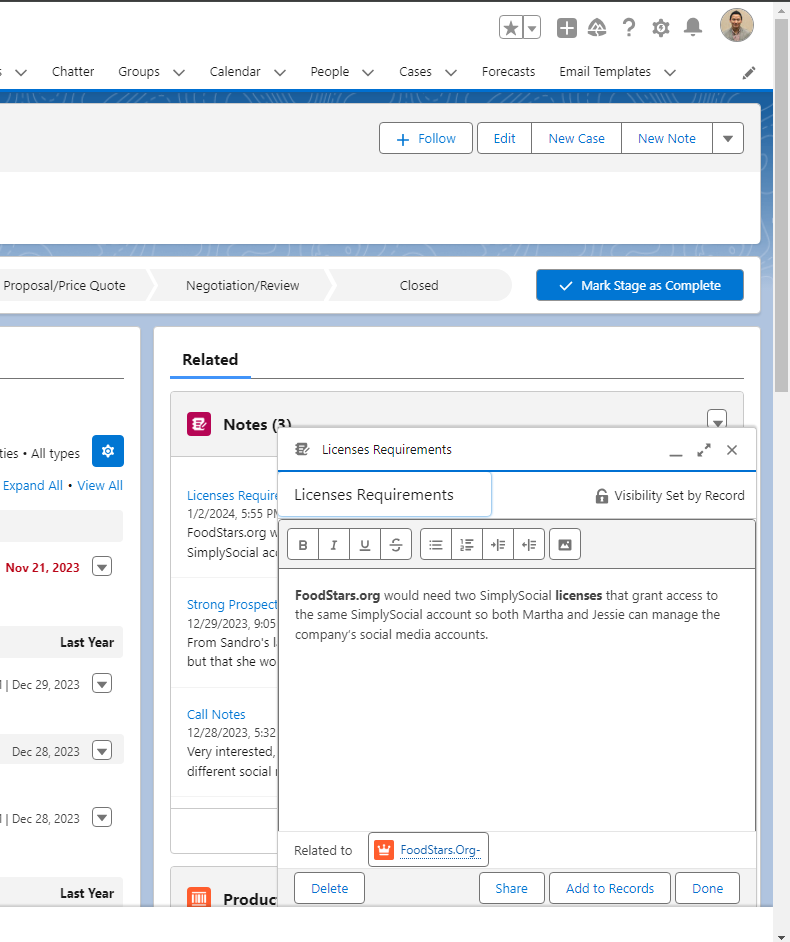 Chatter Groups Calendar People Cases Forecasts Email Templates
Follow Edit New Case New Note
Proposal/Price Quote Negotiation/Review Closed Mark Stage as Complete
Related
Notes (3)
ties • All types
Expand All • View All
Nov 21, 2023
Last Year
| Dec 29, 2023
Dec 28, 2023
| Dec 28, 2023
Last Year
Licenses Require
1/2/2024, 5:55 PM
FoodStars.org w
SimplySocial acc
Strong Prospect
12/29/2023, 9:05
From Sandro's l
but that she wo
Call Notes
12/28/2023, 5:32
Very interested,
different social
Produc
Licenses Requirements
Licenses Requirements Visibility Set by Record
B I U S
FoodStars.org would need two SimplySocial licenses that grant access to
the same SimplySocial account so both Martha and Jessie can manage the
company's social media accounts.
Related to FoodStars.Org-
Delete Share Add to Records Done